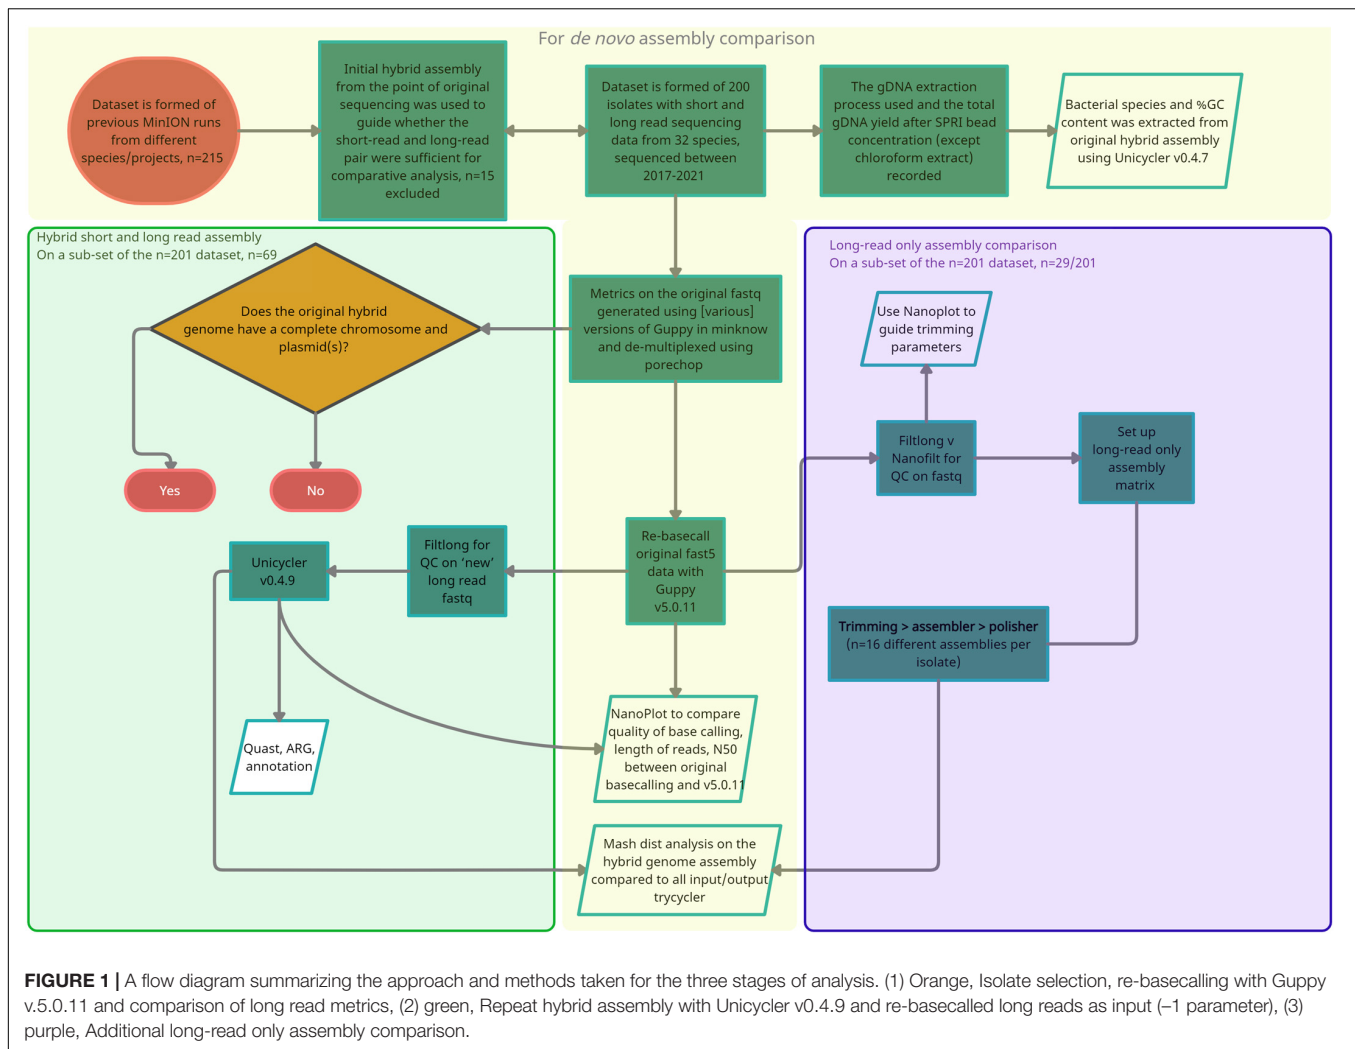 For de novo assembly comparison
Dataset is formed of
previous MinION runs
from different
species/projects, n=215
Initial hybrid assembly
from the point of original
sequencing was used to
guide whether the
short-read and long-read
pair were sufficient for
comparative analysis, n=15
excluded
Dataset is formed of 200
isolates with short and
long read sequencing
data from 32 species,
sequenced between
2017-2021
The gDNA extraction
process used and the total
gDNA yield after SPRI bead
concentration (except
chloroform extract)
recorded
Bacterial species and %GC
content was extracted from
original hybrid assembly
using Unicycler v0.4.7
Hybrid short and long read assembly
On a sub-set of the n=201 dataset, n=69
Does the original hybrid
genome have a complete chromosome and
plasmid(s)?
Yes
No
Metrics on the original fastq
generated using [various]
versions of Guppy in minknow
and de-multiplexed using
porechop
Long-read only assembly comparison
On a sub-set of the n=201 dataset, n=29/201
Use Nanoplot to
guide trimming
parameters
Filtlong v
Nanofilt for
QC on fastq
Set up
long-read only
assembly
matrix
Re-basecall
original fast5
data with
Guppy
v5.0.11
Filtlong for
QC on ‘new’
long read
fastq
Unicycler
v0.4.9
Trimming > assembler > polisher
(n=16 different assemblies per
isolate)
Quast, ARG,
annotation
NanoPlot to compare
quality of base calling,
length of reads, N50
between original
basecalling and v5.0.11
Mash dist analysis on the
hybrid genome assembly
compared to all input/output
trycycler
FIGURE 1 | A flow diagram summarizing the approach and methods taken for the three stages of analysis. (1) Orange, Isolate selection, re-basecalling with Guppy
v.5.0.11 and comparison of long read metrics, (2) green, Repeat hybrid assembly with Unicycler v0.4.9 and re-basecalled long reads as input (–1 parameter), (3)
purple, Additional long-read only assembly comparison.